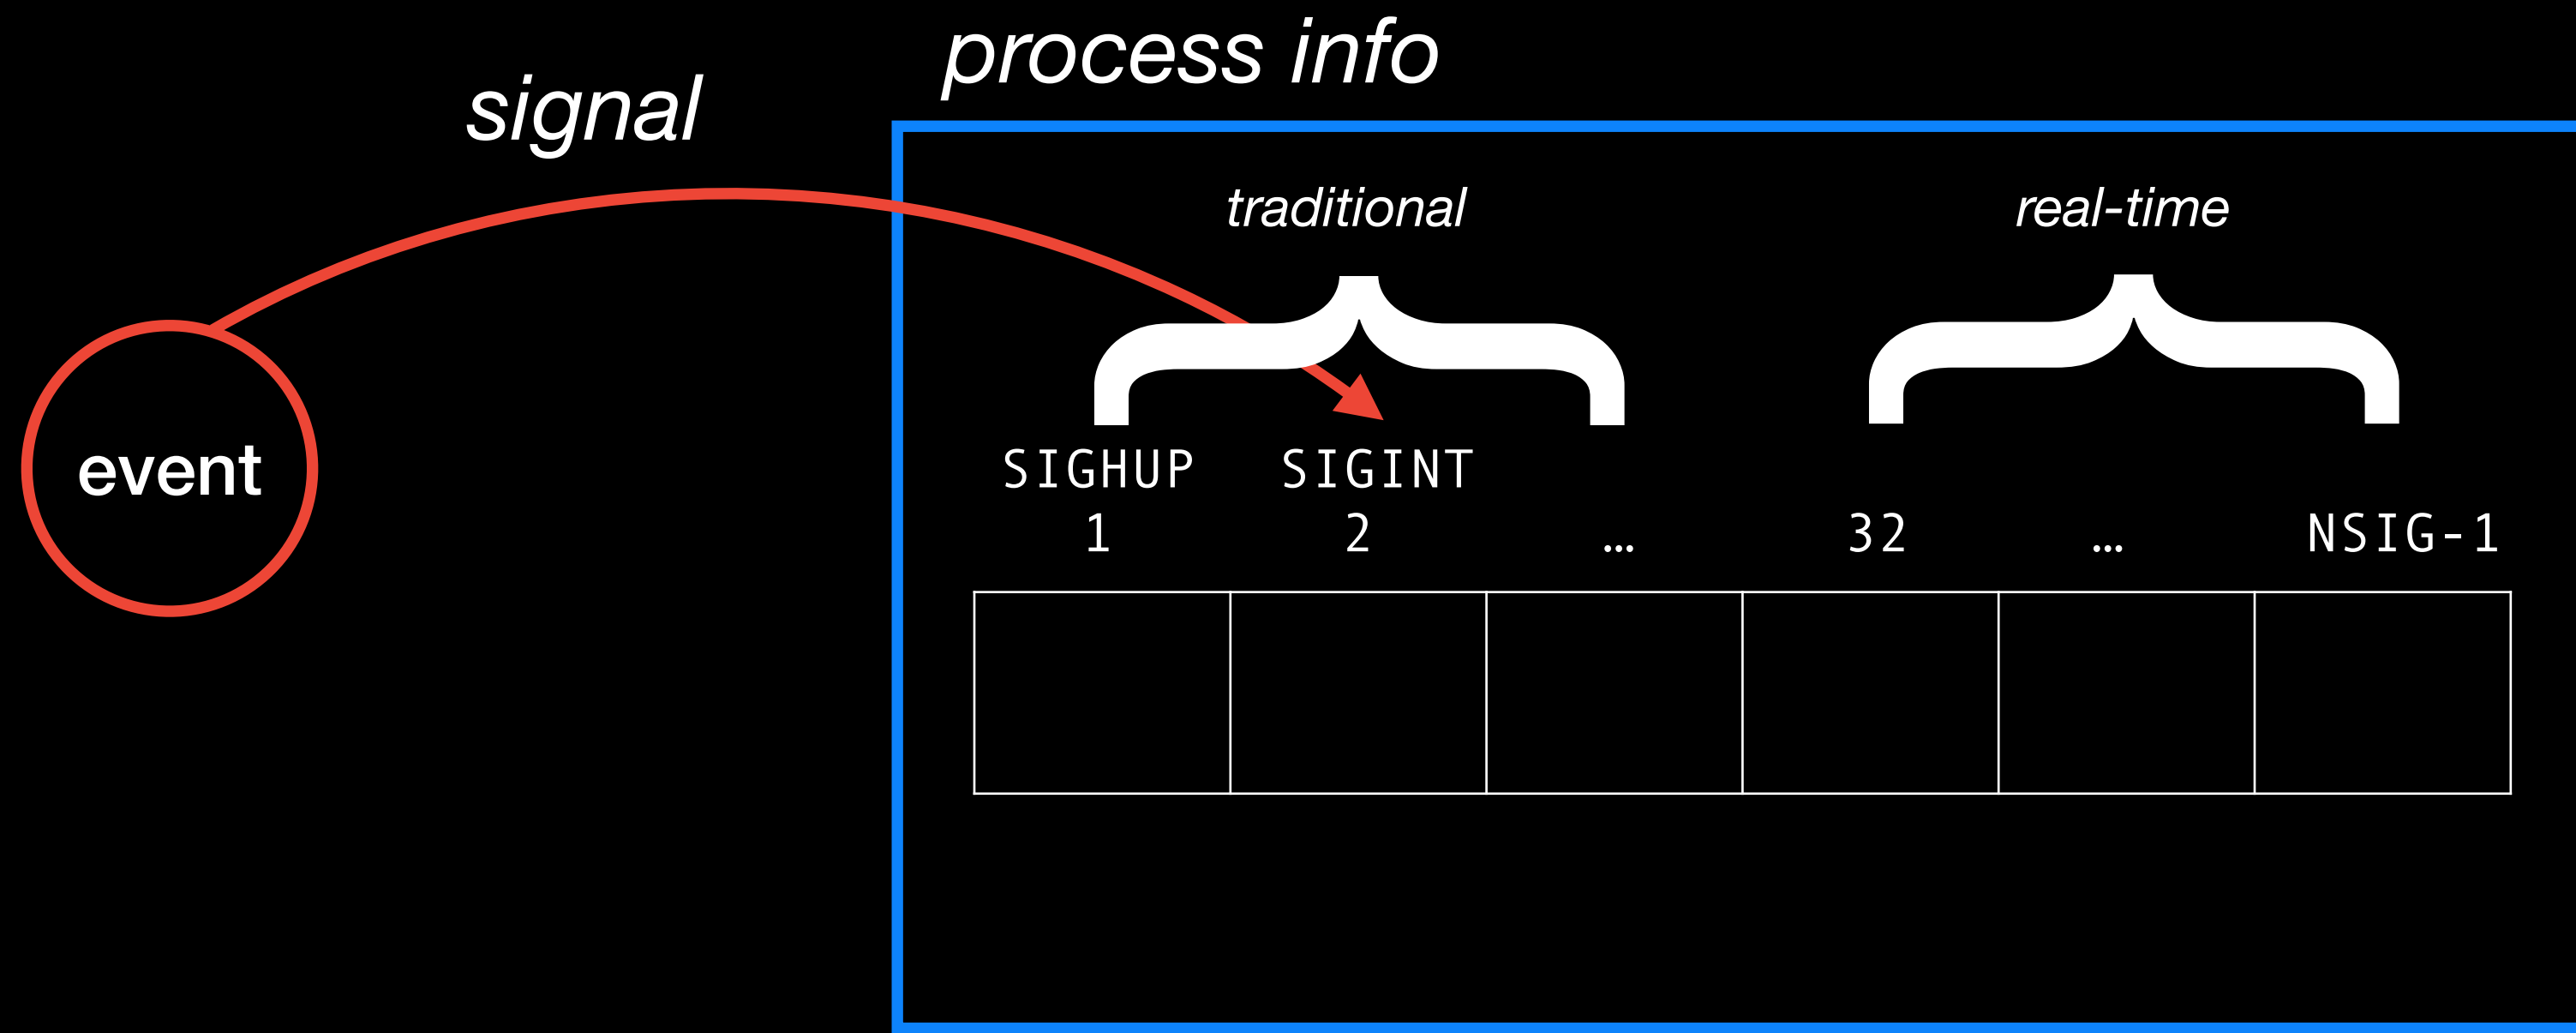 process info
signal
traditional
real-time
event
SIGHUP SIGINT
1 2 … 32 … NSIG-1